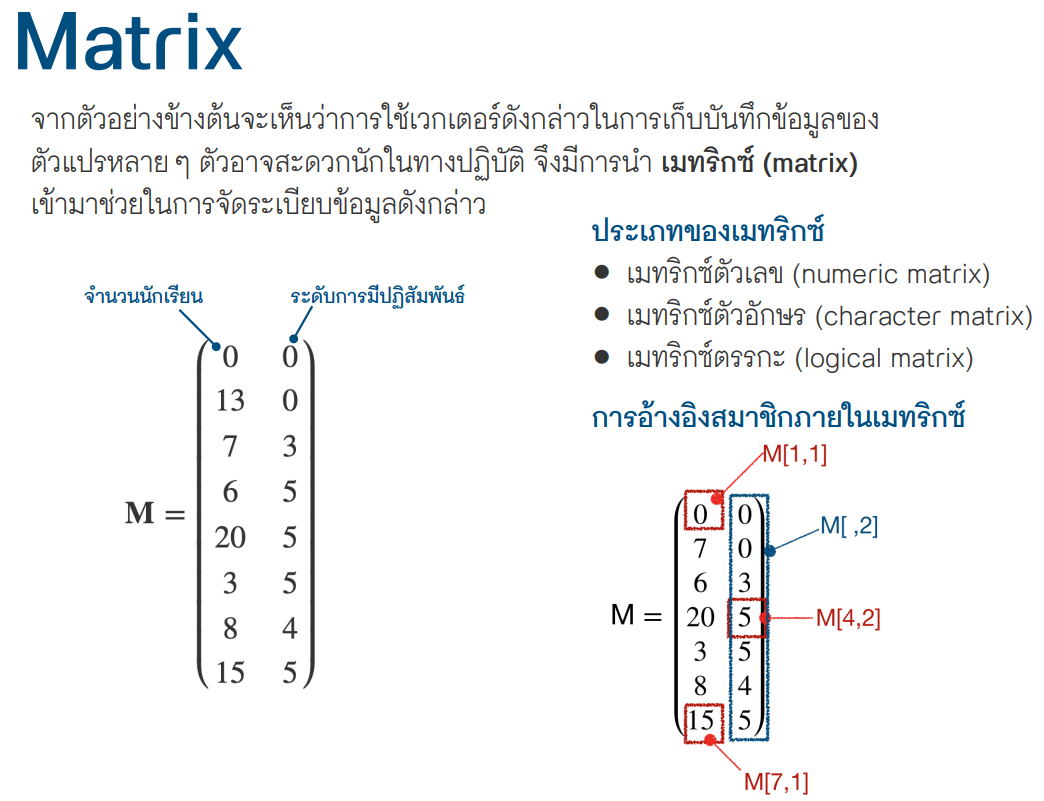 Matrix
จากตัวอย่างข้างต้นจะเห็นว่าการใช้เวกเตอร์ดังกล่าวในการเก็บบันทึกข้อมูลของ
ตัวแปรหลาย ๆ ตัวอาจสะดวกนักในทางปฏิบัติ จึงมีการนำ เมทริกซ์ (matrix)
เข้ามาช่วยในการจัดระเบียบข้อมูลดังกล่าว
จำนวนนักเรียน ระดับการมีปฏิสัมพันธ์
0 0
13 0
7 3
6 5
M =
20 5
3 5
8 4
15 5
ประเภทของเมทริกซ์
● เมทริกซ์ตัวเลข (numeric matrix)
● เมทริกซ์ตัวอักษร (character matrix)
● เมทริกซ์ตรรกะ (logical matrix)
การอ้างอิงสมาชิกภายในเมทริกซ์
M[1,1]
0 0
M[ ,2]
7 0
6 3
M = 20 5 M[4,2]
3 5
8 4
15 5
M[7,1]